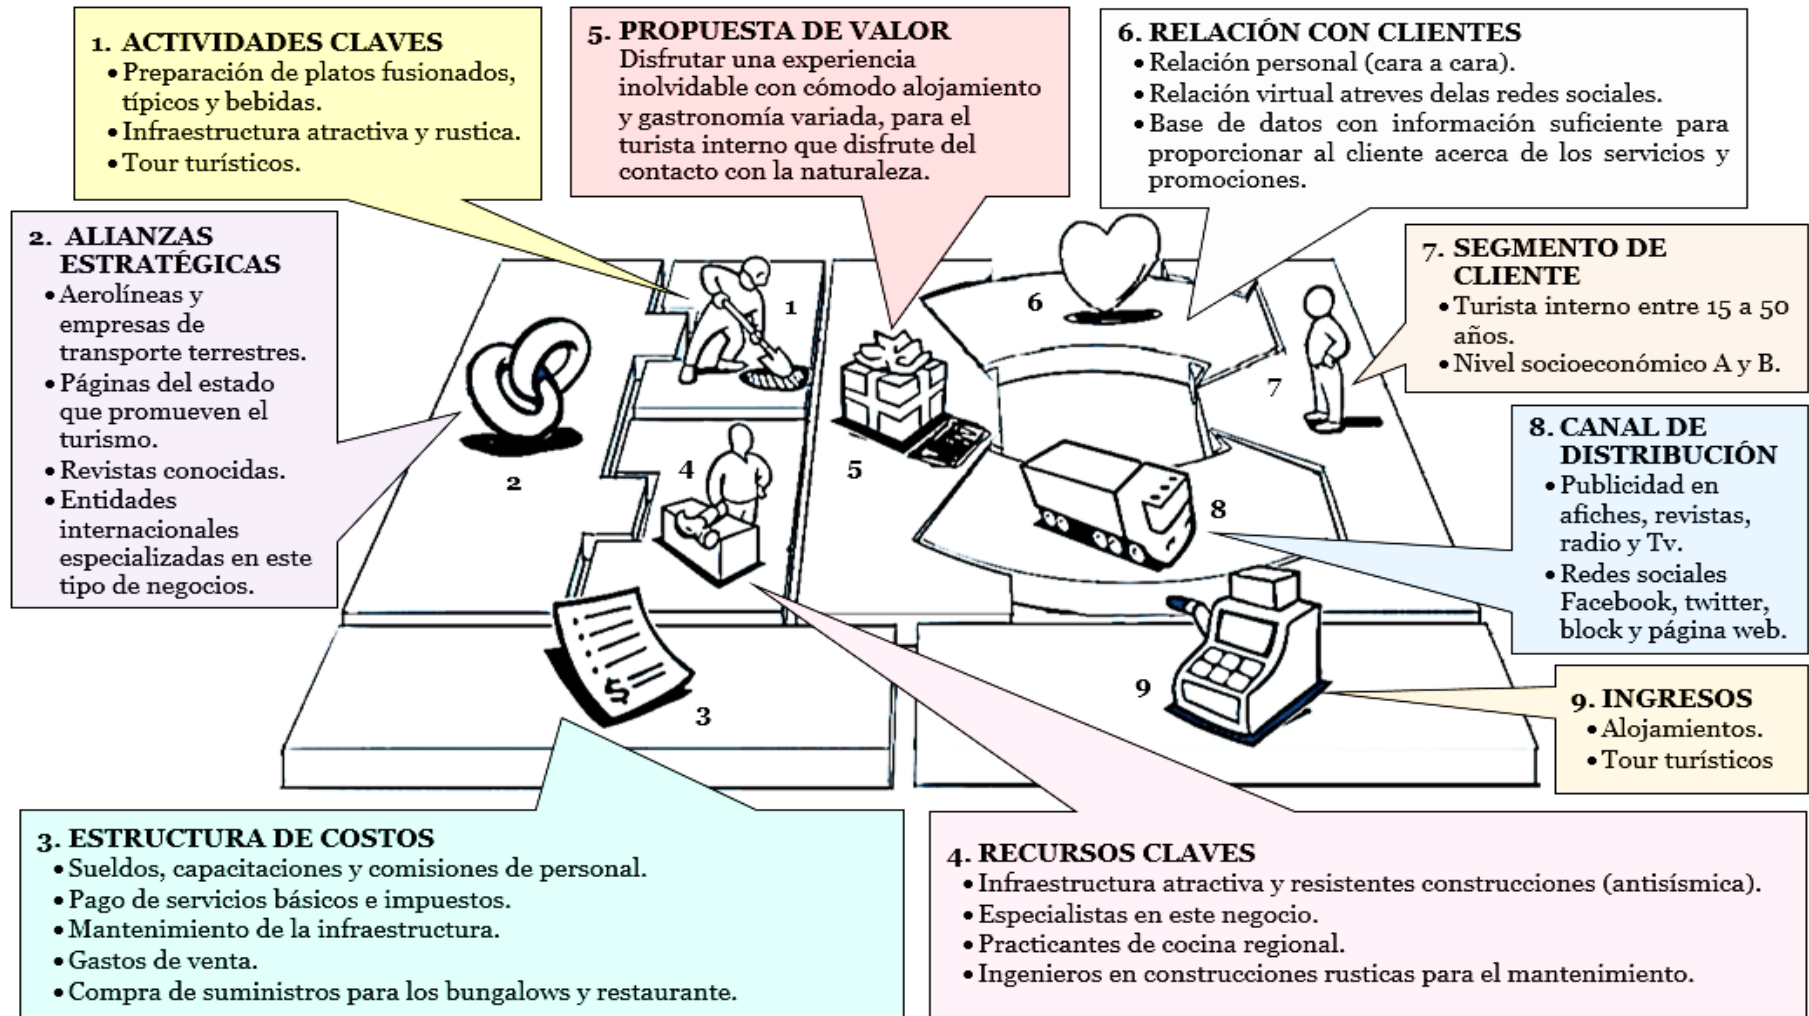 1. ACTIVIDADES CLAVES
• Preparación de platos fusionados,
típicos y bebidas.
• Infraestructura atractiva y rustica.
• Tour turísticos.
5. PROPUESTA DE VALOR
Disfrutar una experiencia
inolvidable con cómodo alojamiento
y gastronomía variada, para el
turista interno que disfrute del
contacto con la naturaleza.
6. RELACIÓN CON CLIENTES
• Relación personal (cara a cara).
• Relación virtual atreves delas redes sociales.
• Base de datos con información suficiente para
proporcionar al cliente acerca de los servicios y
promociones.
2. ALIANZAS
ESTRATÉGICAS
• Aerolíneas y
empresas de
transporte terrestres.
• Páginas del estado
que promueven el
turismo.
• Revistas conocidas.
• Entidades
internacionales
especializadas en este
tipo de negocios.
7. SEGMENTO DE
CLIENTE
• Turista interno entre 15 a 50
años.
• Nivel socioeconómico A y B.
8. CANAL DE
DISTRIBUCIÓN
• Publicidad en
afiches, revistas,
radio y Tv.
• Redes sociales
Facebook, twitter,
block y página web.
1
6
7
2
4
5
8
3
$
9
9. INGRESOS
• Alojamientos.
• Tour turísticos
3. ESTRUCTURA DE COSTOS
• Sueldos, capacitaciones y comisiones de personal.
• Pago de servicios básicos e impuestos.
• Mantenimiento de la infraestructura.
• Gastos de venta.
• Compra de suministros para los bungalows y restaurante.
4. RECURSOS CLAVES
• Infraestructura atractiva y resistentes construcciones (antisísmica).
• Especialistas en este negocio.
• Practicantes de cocina regional.
• Ingenieros en construcciones rusticas para el mantenimiento.